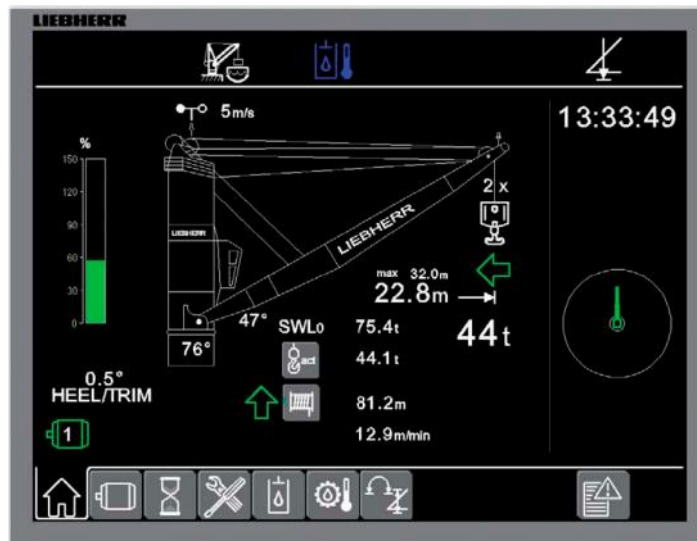 LIEBHERR
13:33:49
5m/s
%
150
120
90
60
30
0
2 x
LIEBHERR
LIEBHERR
max 32.0m
22.8m
47°
76°
SWL0
75.4t
44t
act
44.1t
0.5°
HEEL/TRIM
81.2m
1
12.9m/min